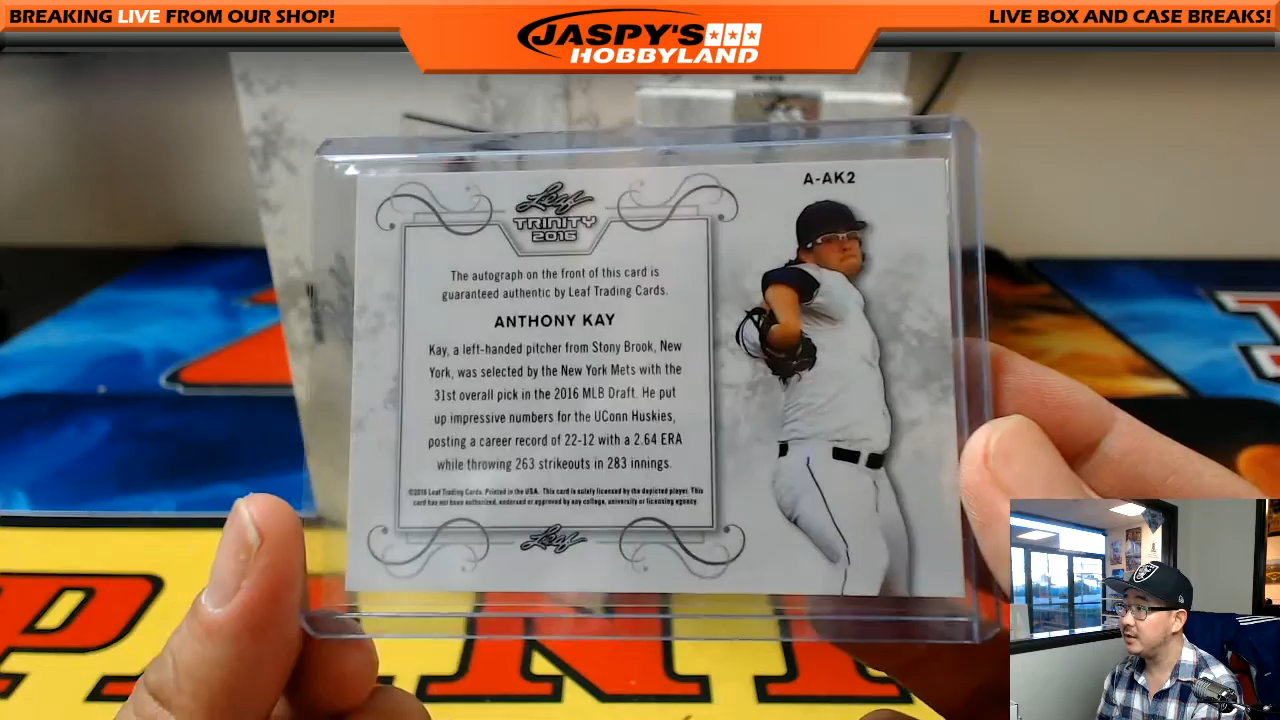 BREAKING LIVE FROM OUR SHOP!
JASPY'S
HOBBYLAND
LIVE BOX AND CASE BREAKS!
A-AK2
Leaf
TRINITY
2016
The autograph on the front of this card is
guaranteed authentic by Leaf Trading Cards.
ANTHONY KAY
Kay, a left-handed pitcher from Stony Brook, New
York, was selected by the New York Mets with the
31st overall pick in the 2016 MLB Draft. He put
up impressive numbers for the UConn Huskies,
posting a career record of 22-12 with a 2.64 ERA
while throwing 263 strikeouts in 283 innings.
©2016 Leaf Trading Cards. Printed in the USA. This card is solely licensed by the depicted player. This
card has not been authorized, endorsed or approved by any college, university or licensing agency.
Leaf